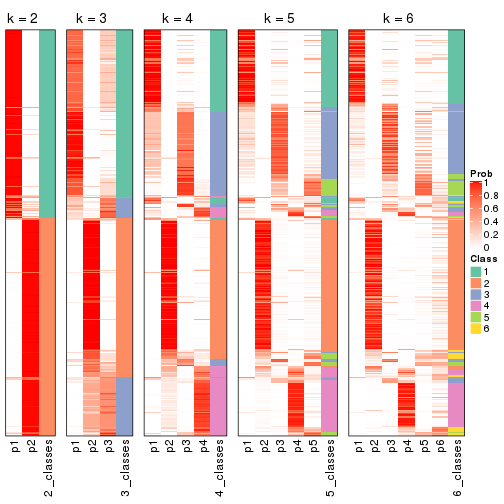 k = 2
k = 3
k = 4
k = 5
k = 6
p1
p2
2_classes
p1
p2
p3
3_classes
p1
p2
p3
p4
4_classes
p1
p2
p3
p4
p5
5_classes
p1
p2
p3
p4
p5
p6
6_classes
Prob
1
0.8
0.6
0.4
0.2
0
Class
1
2
3
4
5
6